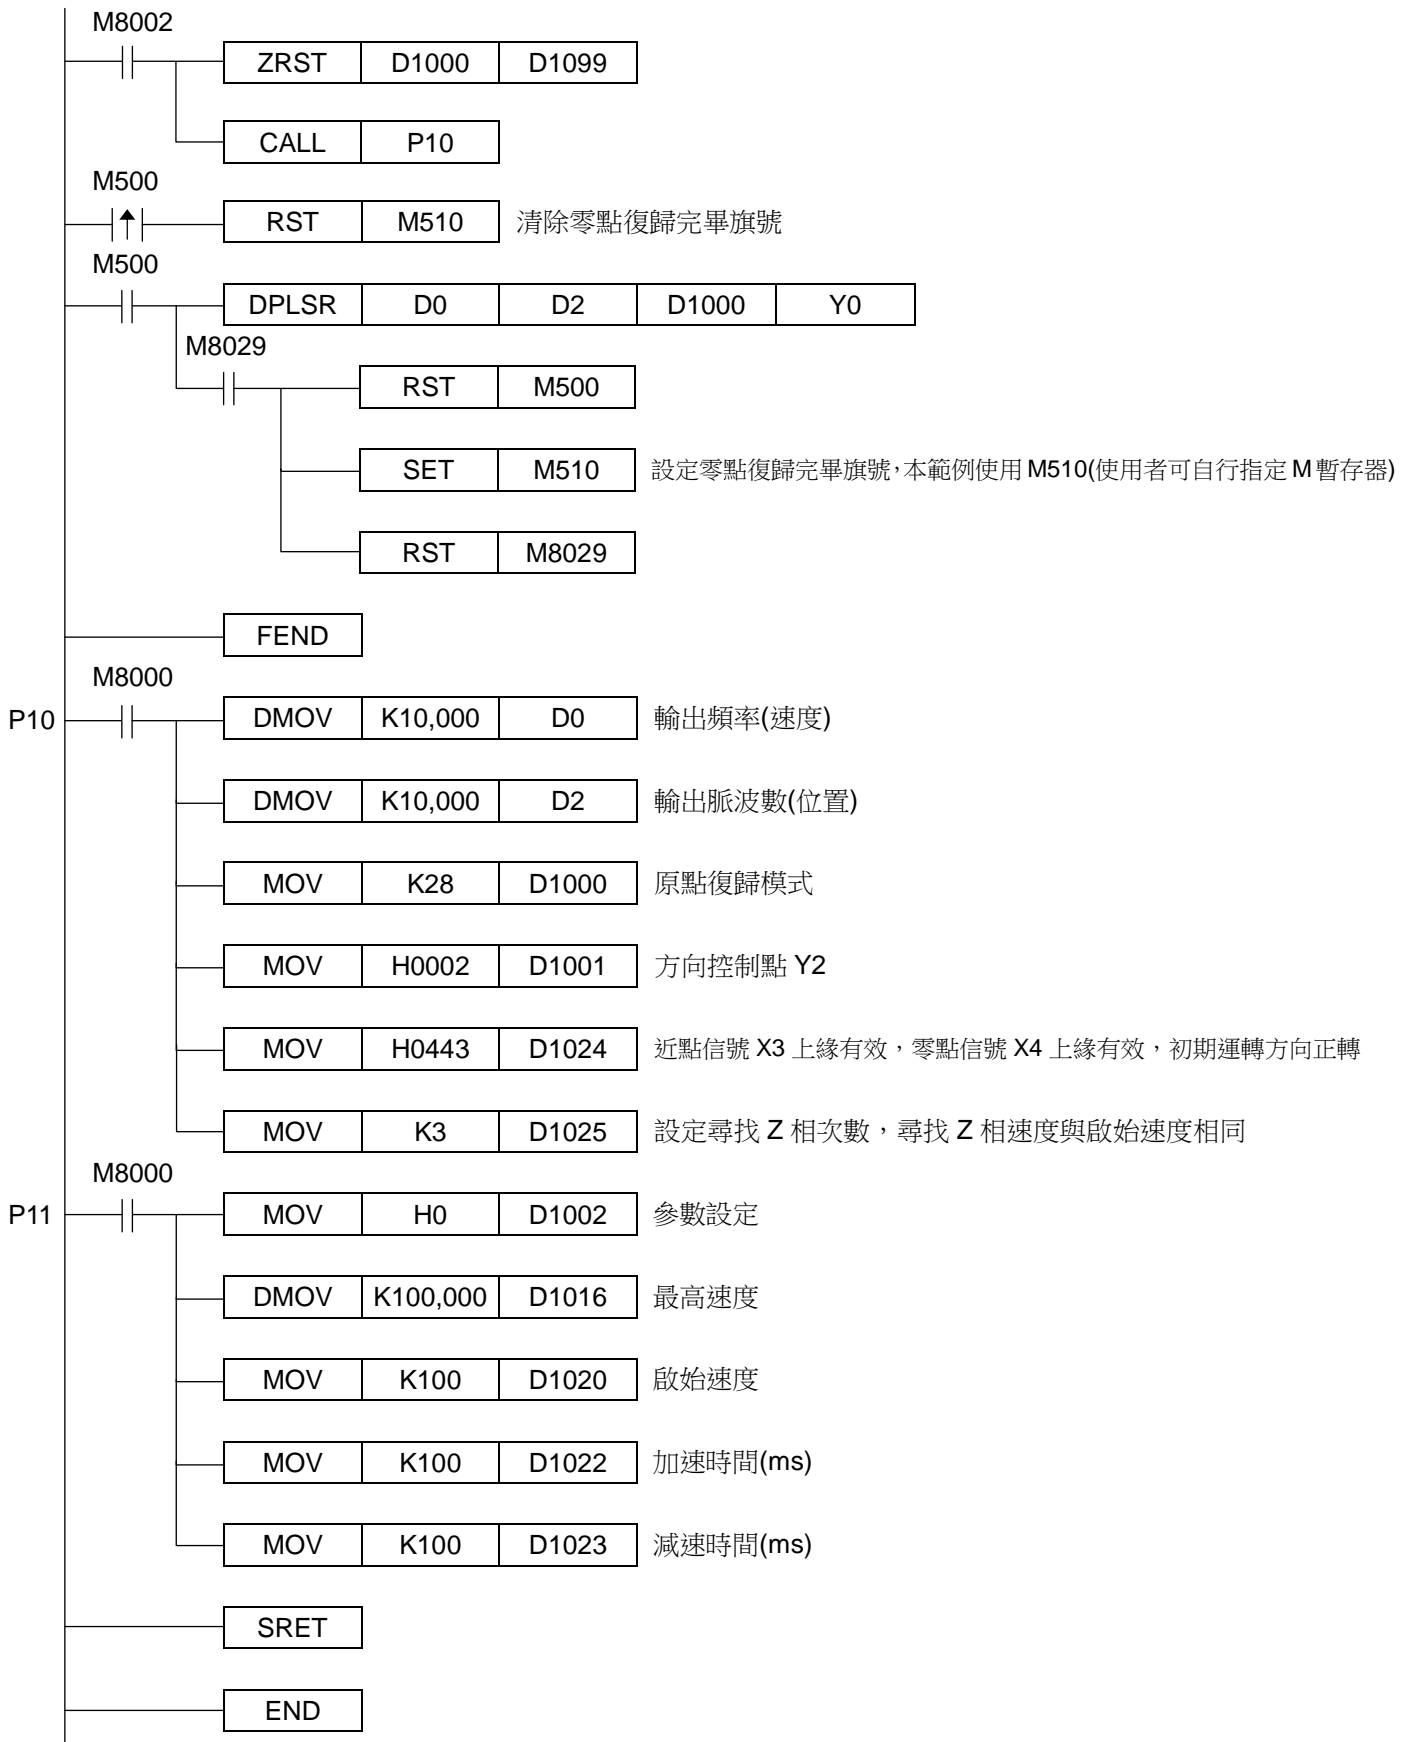 M8002
ZRST D1000 D1099
CALL P10
M500
RST M510 清除零點復歸完畢旗號
M500
DPLSR D0 D2 D1000 Y0
M8029
RST M500
SET M510 設定零點復歸完畢旗號,本範例使用 M510(使用者可自行指定 M 暫存器)
RST M8029
FEND
M8000
P10 DMOV K10,000 D0 輸出頻率(速度)
DMOV K10,000 D2 輸出脈波數(位置)
MOV K28 D1000 原點復歸模式
MOV H0002 D1001 方向控制點 Y2
MOV H0443 D1024 近點信號 X3 上緣有效，零點信號 X4 上緣有效，初期運轉方向正轉
MOV K3 D1025 設定尋找 Z 相次數，尋找 Z 相速度與啟始速度相同
M8000
P11 MOV H0 D1002 參數設定
DMOV K100,000 D1016 最高速度
MOV K100 D1020 啟始速度
MOV K100 D1022 加速時間(ms)
MOV K100 D1023 減速時間(ms)
SRET
END